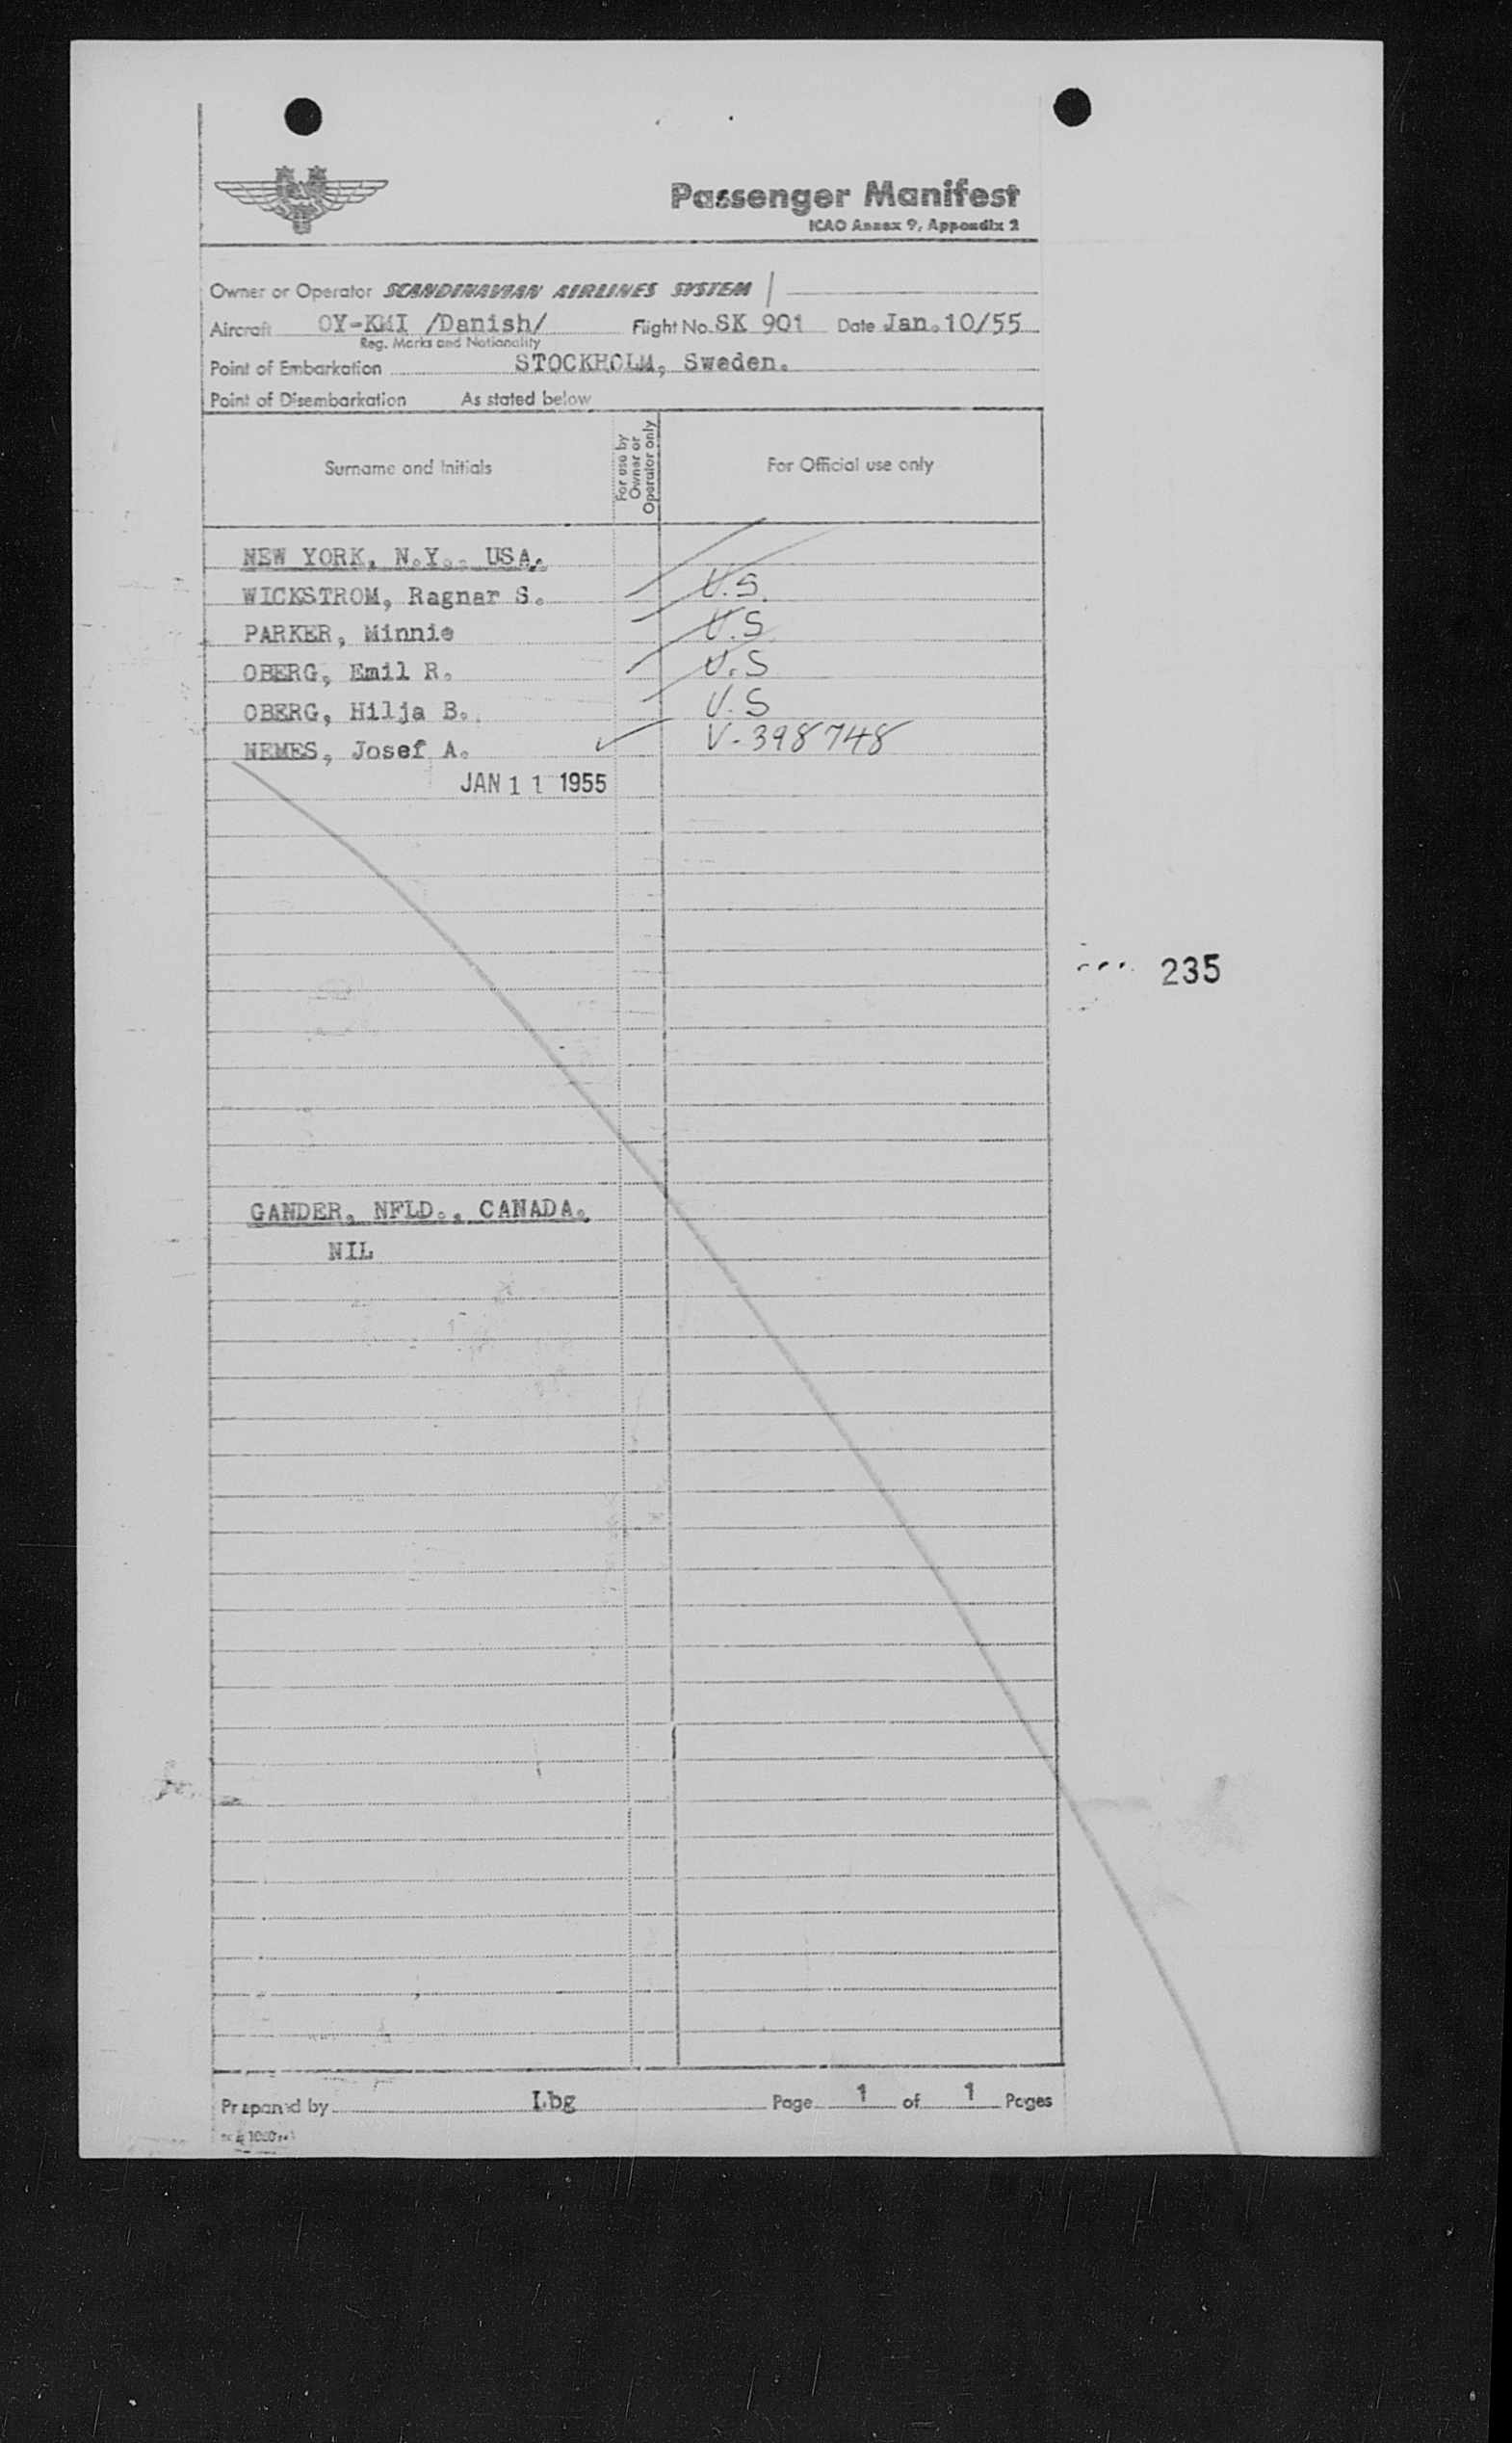 Passenger Manifest
ICAO Annex 9, Appendix 2
Owner or Operator SCANDINAVIAN AIRLINES SYSTEM
Aircraft OY-KMI /Danish/ Flight No. SK 901 Date Jan. 10/55
Reg. Marks and Nationality
Point of Embarkation STOCKHOLM, Sweden.
Point of Disembarkation As stated below
Surname and Initials For use by Owner or Operator only For Official use only
NEW YORK, N.Y.. USA.
WICKSTROM, Ragnar S. U.S.
PARKER, Minnie U.S.
OBERG, Emil R. U.S
OBERG, Hilja B. U.S
NEMES, Josef A. V-398748
JAN 11 1955
235
GANDER, NFLD., CANADA.
NIL
Prepared by Lbg Page 1 of 1 Pages